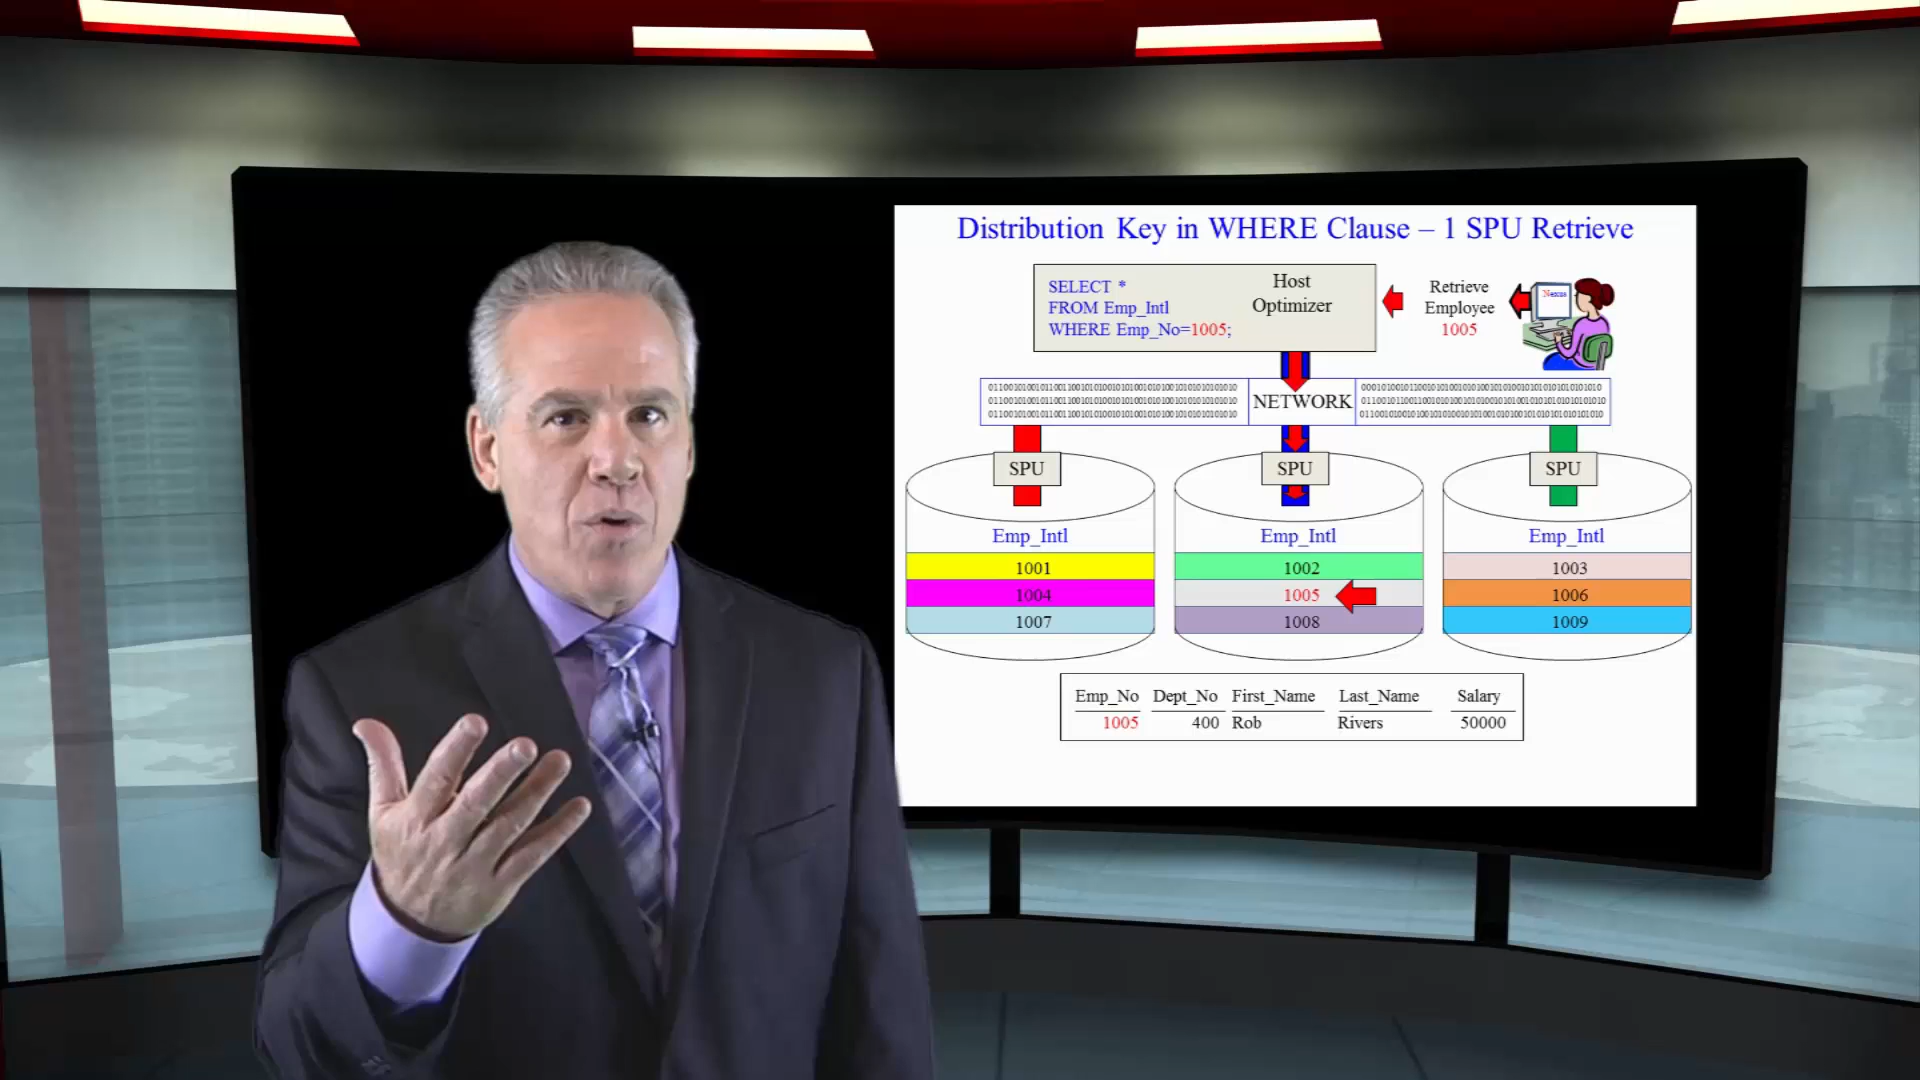 Distribution Key in WHERE Clause – 1 SPU Retrieve
SELECT *
FROM Emp_Intl
WHERE Emp_No=1005;
Host
Optimizer
Retrieve
Employee
1005
Nexus
NETWORK
SPU
SPU
SPU
Emp_Intl
1001
1004
1007
Emp_Intl
1002
1005
1008
Emp_Intl
1003
1006
1009
Emp_No Dept_No First_Name Last_Name Salary
1005 400 Rob Rivers 50000